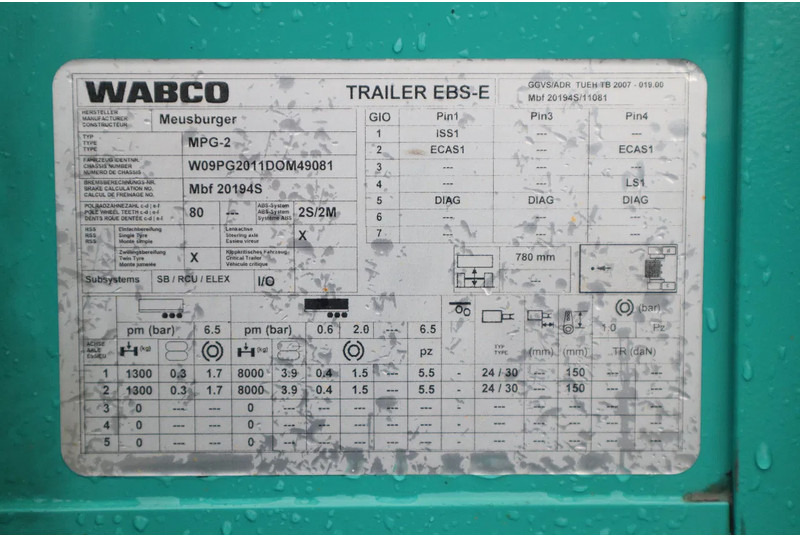 WABCO TRAILER EBS-E GGVS/ADR TUEH TB 2007 - 019.00
Mbf 20194S/11081
HERSTELLER
MANUFACTURER
CONSTRUCTEUR
Meusburger
TYP
TYPE
TYPE
MPG-2
FAHRZEUG IDENT.NR.
CHASSIS NUMBER
NUMERO DE CHASSIS
W09PG2011DOM49081
BREMSBERECHNUNGS-NR.
BRAKE CALCULATION NO.
CALCUL DE FREINAGE NO.
Mbf 20194S
POLRADZÄHNEZAHL c-d | e-f
POLE WHEEL TEETH c-d | e-f
DENTS ROUE DENTEE c-d | e-f
80 ---
ABS-System
ABS-System
Système ABS
2S/2M
RSS Einfachbereifung
RSS Single Tyre
RSS Monte simple
Lenkachse
Steering axle
Essieu vireur
X
Zwillingsbereifung
Twin Tyre
Monte jumelée
X
Kippkritisches Fahrzeug
Critical Trailer
Véhicule critique
Subsystems SB / RCU / ELEX I/O
GIO Pin1 Pin3 Pin4
1 ISS1 --- ---
2 ECAS1 --- ECAS1
3 --- --- ---
4 --- --- LS1
5 DIAG DIAG DIAG
6 --- --- ---
7 --- --- ---
780 mm
pm (bar) 6.5 pm (bar) 0.6 2.0 --- 6.5 (bar)
1.0 Pz
ACHSE
AXLE
ESSIEU
(kg) (kg) pz
TYP
TYPE
(mm) (mm) TR (daN)
1 1300 0.3 1.7 8000 3.9 0.4 1.5 --- 5.5 - 24 / 30 --- 150 --- ---
2 1300 0.3 1.7 8000 3.9 0.4 1.5 --- 5.5 - 24 / 30 --- 150 --- ---
3 0 --- --- 0 --- --- --- --- --- - --- --- --- --- ---
4 0 --- --- 0 --- --- --- --- --- - --- --- --- --- ---
5 0 --- --- 0 --- --- --- --- --- - --- --- --- --- ---